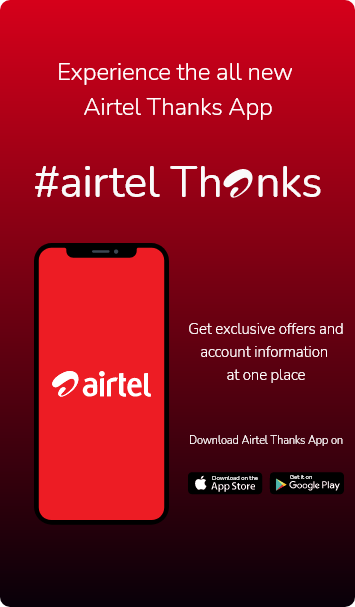 Experience the all new
Airtel Thanks App
#airtel Thanks
airtel
Get exclusive offers and
account information
at one place
Download Airtel Thanks App on
Download on the
App Store
Get it on
Google Play